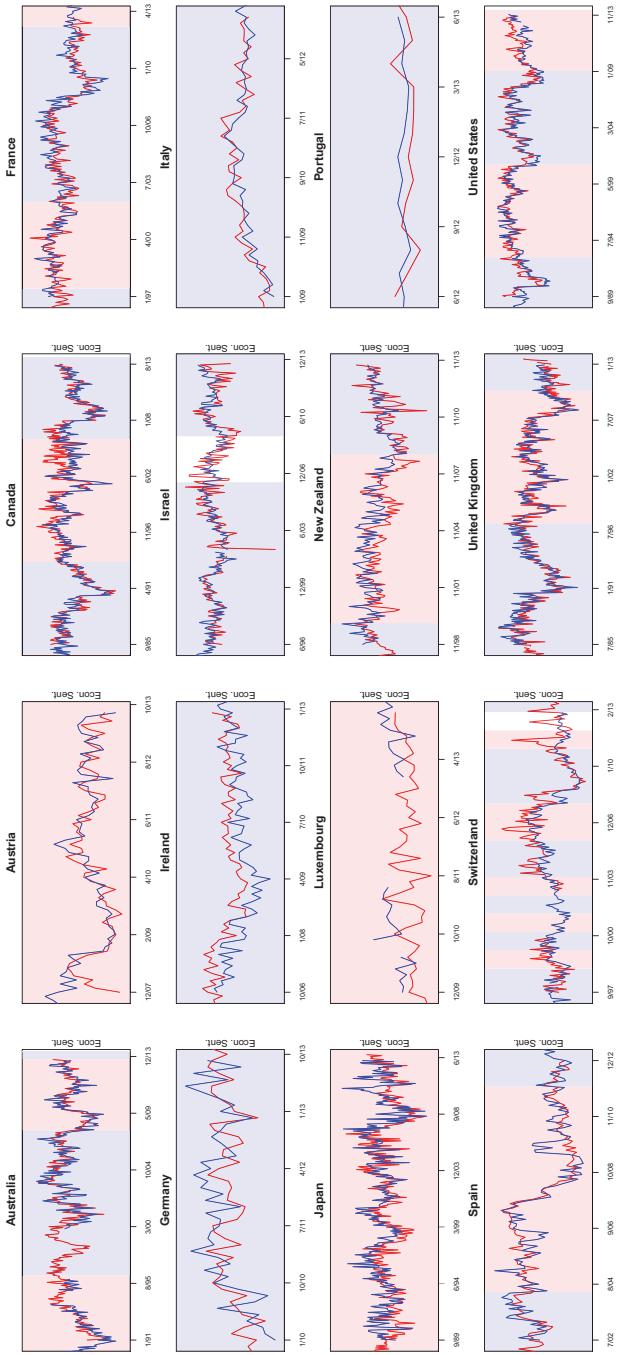 Australia
Austria
Canada
France
Econ. Sent.
Econ. Sent.
Econ. Sent.
1/91 8/95 3/00 10/04 5/09 12/13
12/07 2/09 4/10 6/11 8/12 10/13
9/85 4/91 11/96 6/02 1/08 8/13
1/97 4/00 7/03 10/06 1/10 4/13
Germany
Ireland
Israel
Italy
Econ. Sent.
Econ. Sent.
Econ. Sent.
1/10 10/10 7/11 4/12 1/13 10/13
10/06 1/08 4/09 7/10 10/11 1/13
6/96 12/99 6/03 12/06 6/10 12/13
1/09 11/09 9/10 7/11 5/12
Japan
Luxembourg
New Zealand
Portugal
Econ. Sent.
Econ. Sent.
Econ. Sent.
9/89 6/94 3/99 12/03 9/08 6/13
12/09 10/10 8/11 6/12 4/13
11/98 11/01 11/04 11/07 11/10 11/13
6/12 9/12 12/12 3/13 6/13
Spain
Switzerland
United Kingdom
United States
Econ. Sent.
Econ. Sent.
Econ. Sent.
7/02 8/04 9/06 10/08 11/10 12/12
9/97 10/00 11/03 12/06 1/10 2/13
7/85 1/91 7/96 1/02 7/07 1/13
9/89 7/94 5/99 3/04 1/09 11/13